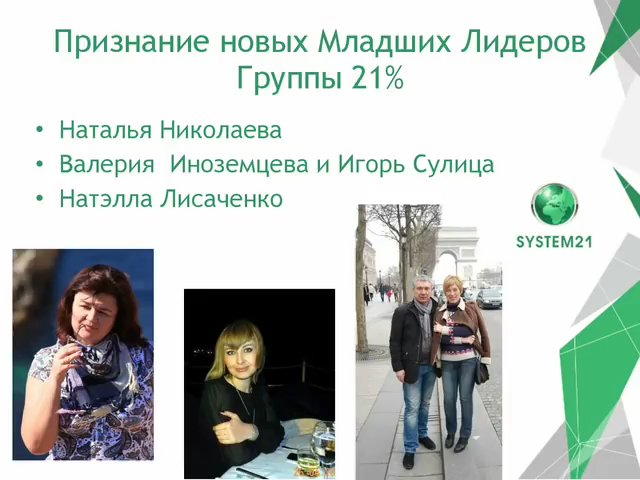 Признание новых Младших Лидеров
Группы 21%
• Наталья Николаева
• Валерия Иноземцева и Игорь Сулица
• Натэлла Лисаченко
SYSTEM21